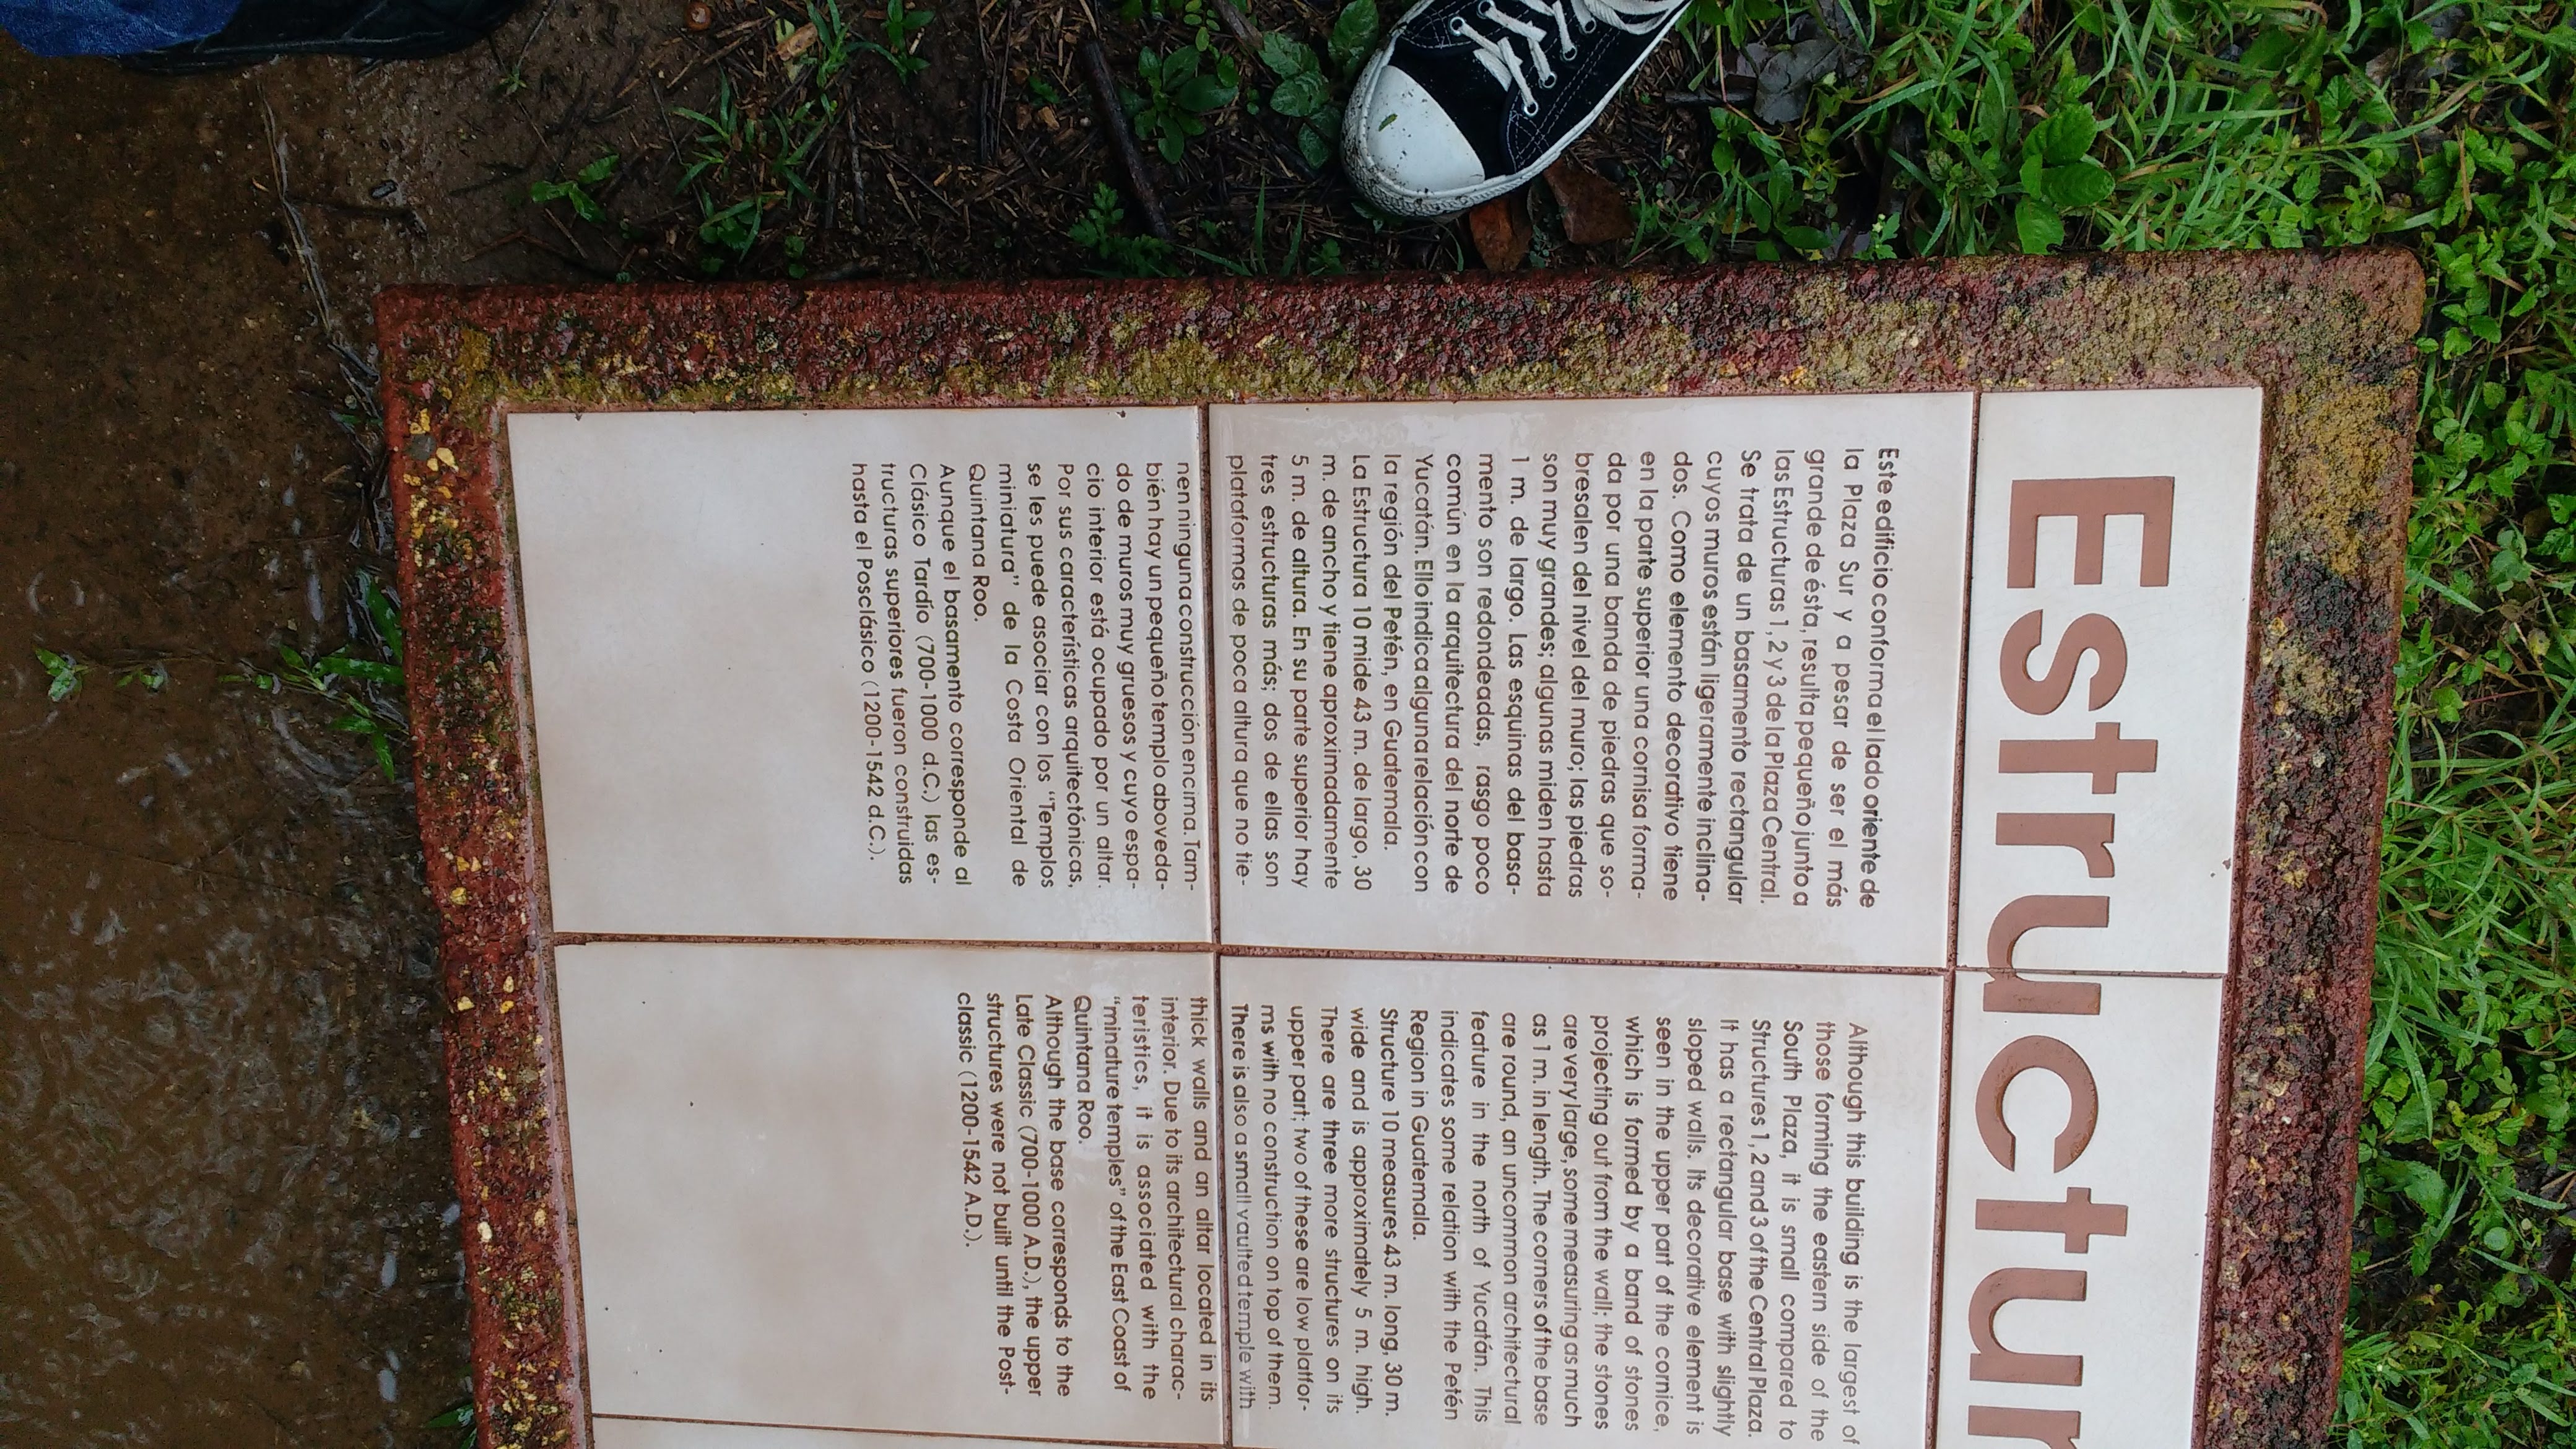 Estructur
Este edificio conforma el lado oriente de
la Plaza Sur y a pesar de ser el más
grande de ésta, resulta pequeño junto a
las Estructuras 1, 2 y 3 de la Plaza Central.
Se trata de un basamento rectangular
cuyos muros están ligeramente inclina-
dos. Como elemento decorativo tiene
en la parte superior una cornisa forma-
da por una banda de piedras que so-
bresalen del nivel del muro; las piedras
son muy grandes; algunas miden hasta
1 m. de largo. Las esquinas del basa-
mento son redondeadas, rasgo poco
común en la arquitectura del norte de
Yucatán. Ello indica alguna relación con
la región del Petén, en Guatemala.
La Estructura 10 mide 43 m. de largo, 30
m. de ancho y tiene aproximadamente
5 m. de altura. En su parte superior hay
tres estructuras más; dos de ellas son
plataformas de poca altura que no tie-
nen ninguna construcción encima. Tam-
bién hay un pequeño templo aboveda-
do de muros muy gruesos y cuyo espa-
cio interior está ocupado por un altar.
Por sus características arquitectónicas,
se les puede asociar con los "Templos
miniatura" de la Costa Oriental de
Quintana Roo.
Aunque el basamento corresponde al
Clásico Tardío (700-1000 d.C.) las es-
tructuras superiores fueron construidas
hasta el Posclásico (1200-1542 d.C.).
Although this building is the largest of
those forming the eastern side of the
South Plaza, it is small compared to
Structures 1, 2 and 3 of the Central Plaza.
It has a rectangular base with slightly
sloped walls. Its decorative element is
seen in the upper part of the cornice,
which is formed by a band of stones
projecting out from the wall; the stones
are very large, some measuring as much
as 1 m. in length. The corners of the base
are round, an uncommon architectural
feature in the north of Yucatán. This
indicates some relation with the Petén
Region in Guatemala.
Structure 10 measures 43 m. long, 30 m.
wide and is approximately 5 m. high.
There are three more structures on its
upper part; two of these are low platfor-
ms with no construction on top of them.
There is also a small vaulted temple with
thick walls and an altar located in its
interior. Due to its architectural charac-
teristics, it is associated with the
"minature temples" of the East Coast of
Quintana Roo.
Although the base corresponds to the
Late Classic (700-1000 A.D.), the upper
structures were not built until the Post-
classic (1200-1542 A.D.).